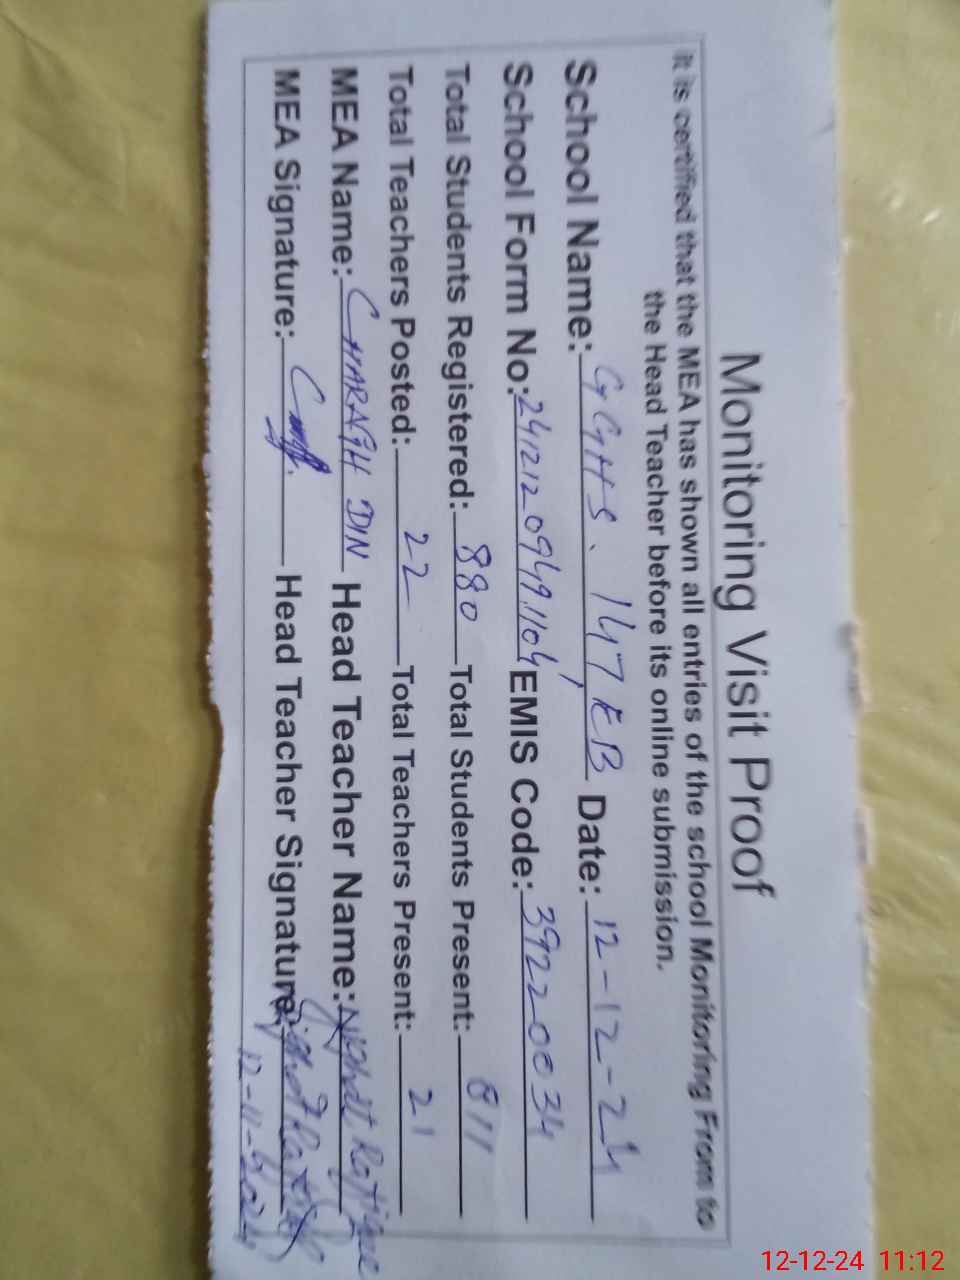 Monitoring Visit Proof
It is certified that the MEA has shown all entries of the school Monitoring From to
the Head Teacher before its online submission.
School Name: GGHS. 147 EB Date: 12-12-24
School Form No: 241212094911104 EMIS Code: 39220034
Total Students Registered: 880 Total Students Present: 811
Total Teachers Posted: 22 Total Teachers Present: 21
MEA Name: CHARAGH DIN Head Teacher Name:
MEA Signature: Head Teacher Signature:
12-12-24 11:12